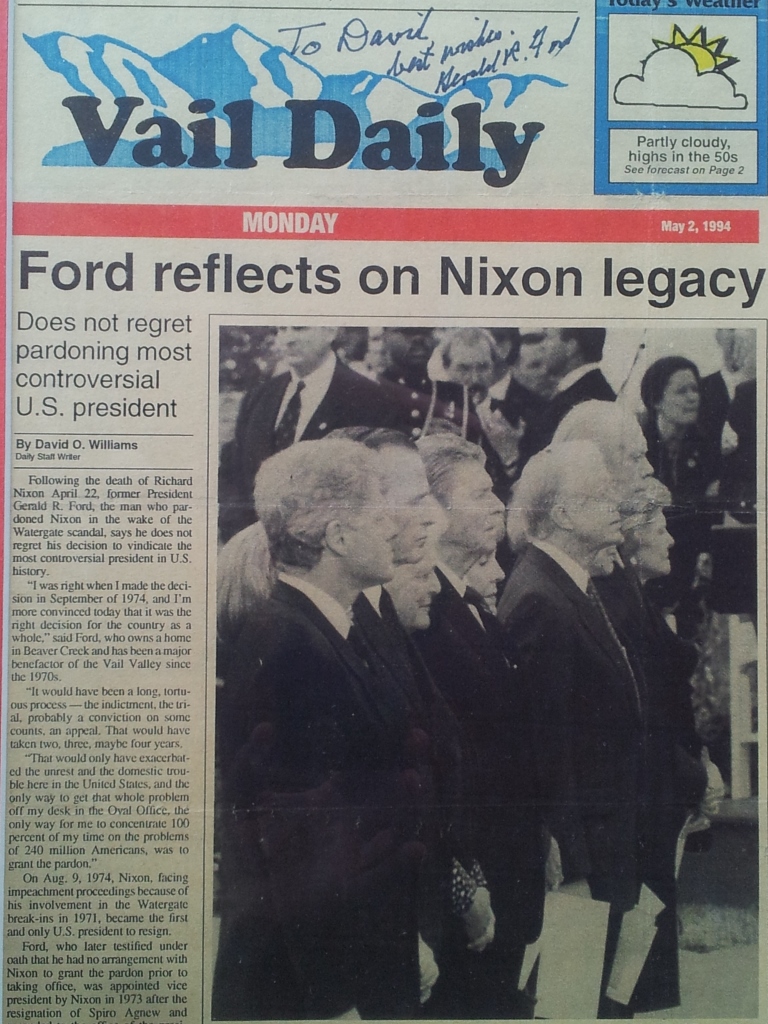 Today's Weather
To David,
best wishes.
Gerald R. Ford
Vail Daily
Partly cloudy,
highs in the 50s
See forecast on Page 2
MONDAY
May 2, 1994
Ford reflects on Nixon legacy
Does not regret
pardoning most
controversial
U.S. president
By David O. Williams
Daily Staff Writer
Following the death of Richard
Nixon April 22, former President
Gerald R. Ford, the man who par-
doned Nixon in the wake of the
Watergate scandal, says he does not
regret his decision to vindicate the
most controversial president in U.S.
history.
"I was right when I made the deci-
sion in September of 1974, and I'm
more convinced today that it was the
right decision for the country as a
whole," said Ford, who owns a home
in Beaver Creek and has been a major
benefactor of the Vail Valley since
the 1970s.
"It would have been a long, tortu-
ous process — the indictment, the tri-
al, probably a conviction on some
counts, an appeal. That would have
taken two, three, maybe four years.
"That would only have exacerbat-
ed the unrest and the domestic trou-
ble here in the United States, and the
only way to get that whole problem
off my desk in the Oval Office, the
only way for me to concentrate 100
percent of my time on the problems
of 240 million Americans, was to
grant the pardon."
On Aug. 9, 1974, Nixon, facing
impeachment proceedings because of
his involvement in the Watergate
break-ins in 1971, became the first
and only U.S. president to resign.
Ford, who later testified under
oath that he had no arrangement with
Nixon to grant the pardon prior to
taking office, was appointed vice
president by Nixon in 1973 after the
resignation of Spiro Agnew and